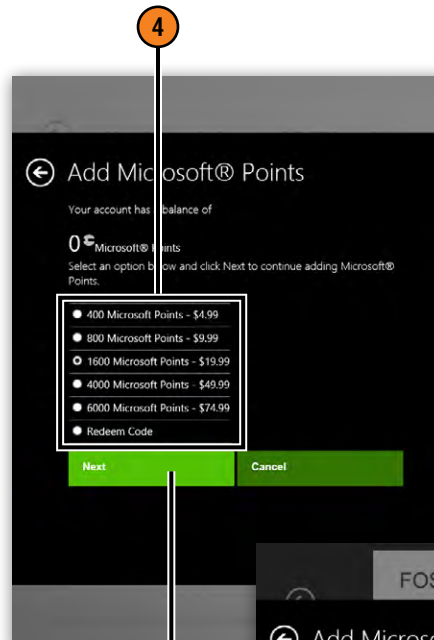 4
Add Microsoft® Points
Your account has balance of
0 Microsoft® Points
Select an option below and click Next to continue adding Microsoft®
Points.
400 Microsoft Points - $4.99
800 Microsoft Points - $9.99
1600 Microsoft Points - $19.99
4000 Microsoft Points - $49.99
6000 Microsoft Points - $74.99
Redeem Code
Next Cancel
FOS
Add Micros